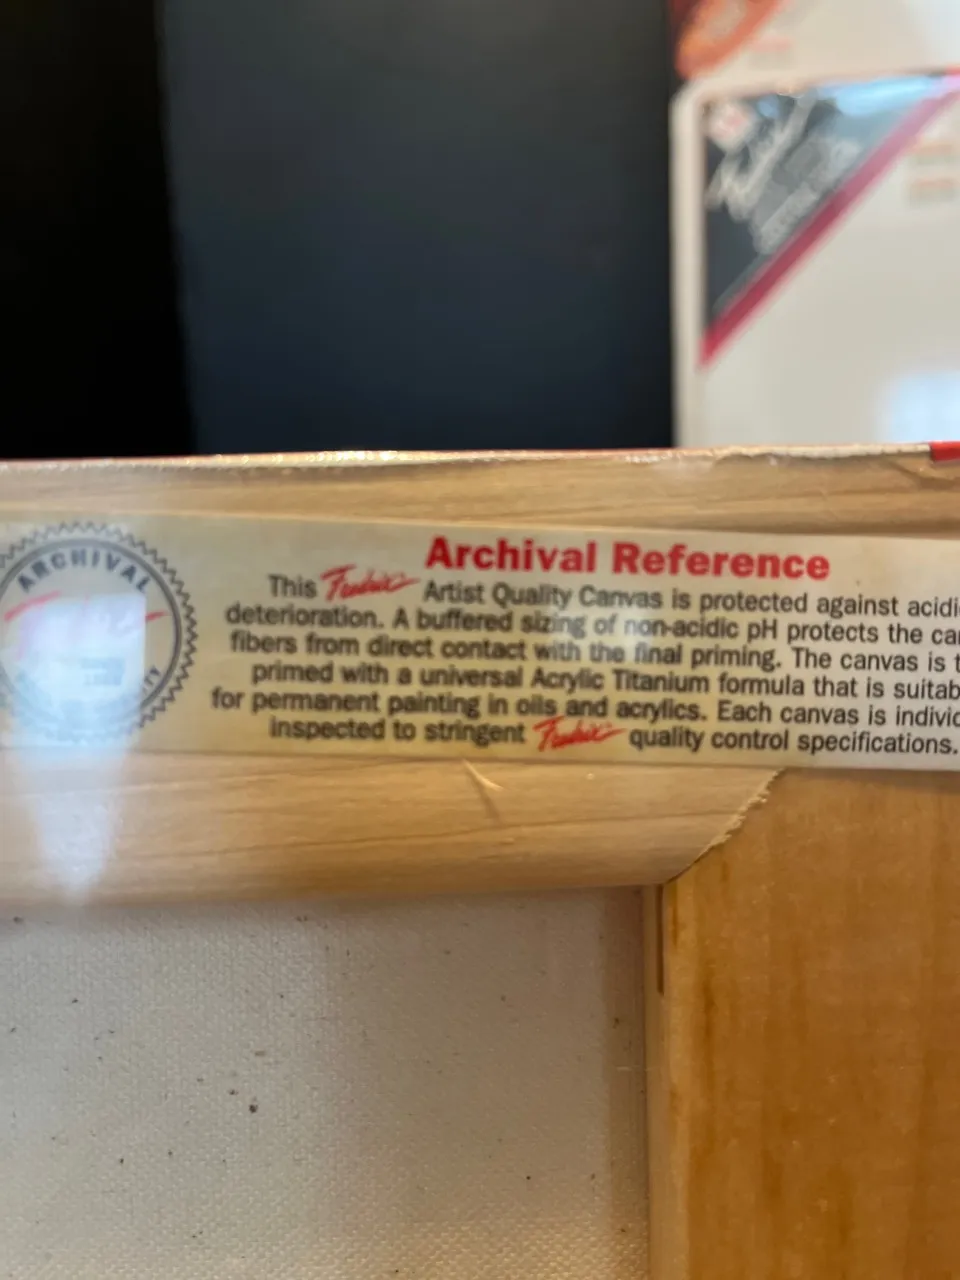 ARCHIVAL
Archival Reference
This Fredrix Artist Quality Canvas is protected against acidi
deterioration. A buffered sizing of non-acidic pH protects the ca
fibers from direct contact with the final priming. The canvas is t
primed with a universal Acrylic Titanium formula that is suitab
for permanent painting in oils and acrylics. Each canvas is indivi
inspected to stringent Fredrix quality control specifications.